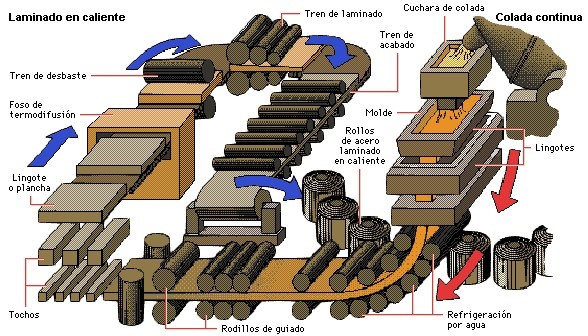 Laminado en caliente
Tren de laminado
Cuchara de colada
Colada continua
Tren de
acabado
Tren de desbaste
Foso de
termodifusión
Molde
Rollos
de acero
laminado
en caliente
Lingotes
Lingote
o plancha
Tochos
Rodillos de guiado
Refrigeración
por agua